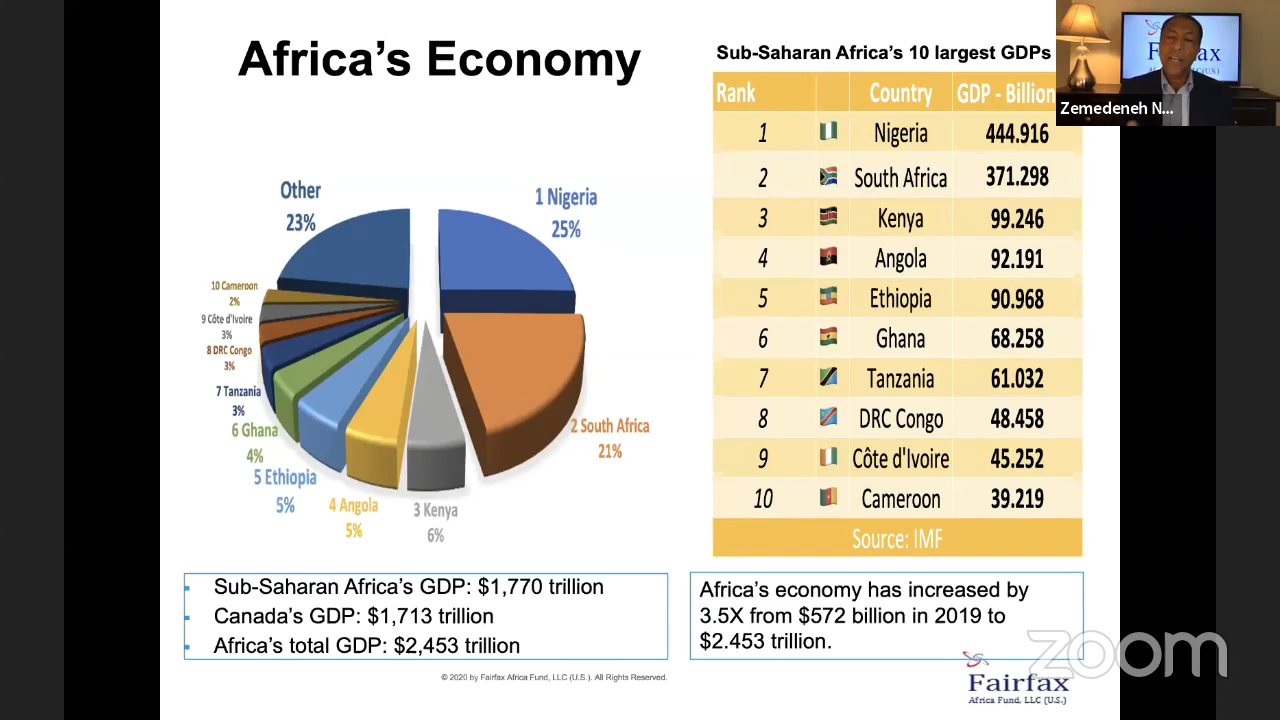 Africa's Economy
Other
23%
1 Nigeria
25%
10 Cameroon
2%
9 Côte d'Ivoire
3%
8 DRC Congo
3%
7 Tanzania
3%
6 Ghana
4%
5 Ethiopia
5%
4 Angola
5%
3 Kenya
6%
2 South Africa
21%
Sub-Saharan Africa's 10 largest GDPs
Rank Country GDP - Billion
1 Nigeria 444.916
2 South Africa 371.298
3 Kenya 99.246
4 Angola 92.191
5 Ethiopia 90.968
6 Ghana 68.258
7 Tanzania 61.032
8 DRC Congo 48.458
9 Côte d'Ivoire 45.252
10 Cameroon 39.219
Source: IMF
Fairfax
Zemedeneh N...
▪ Sub-Saharan Africa's GDP: $1,770 trillion
▪ Canada's GDP: $1,713 trillion
▪ Africa's total GDP: $2,453 trillion
Africa's economy has increased by
3.5X from $572 billion in 2019 to
$2.453 trillion.
© 2020 by Fairfax Africa Fund, LLC (U.S.). All Rights Reserved.
zoom
Fairfax
Africa Fund, LLC (U.S.)